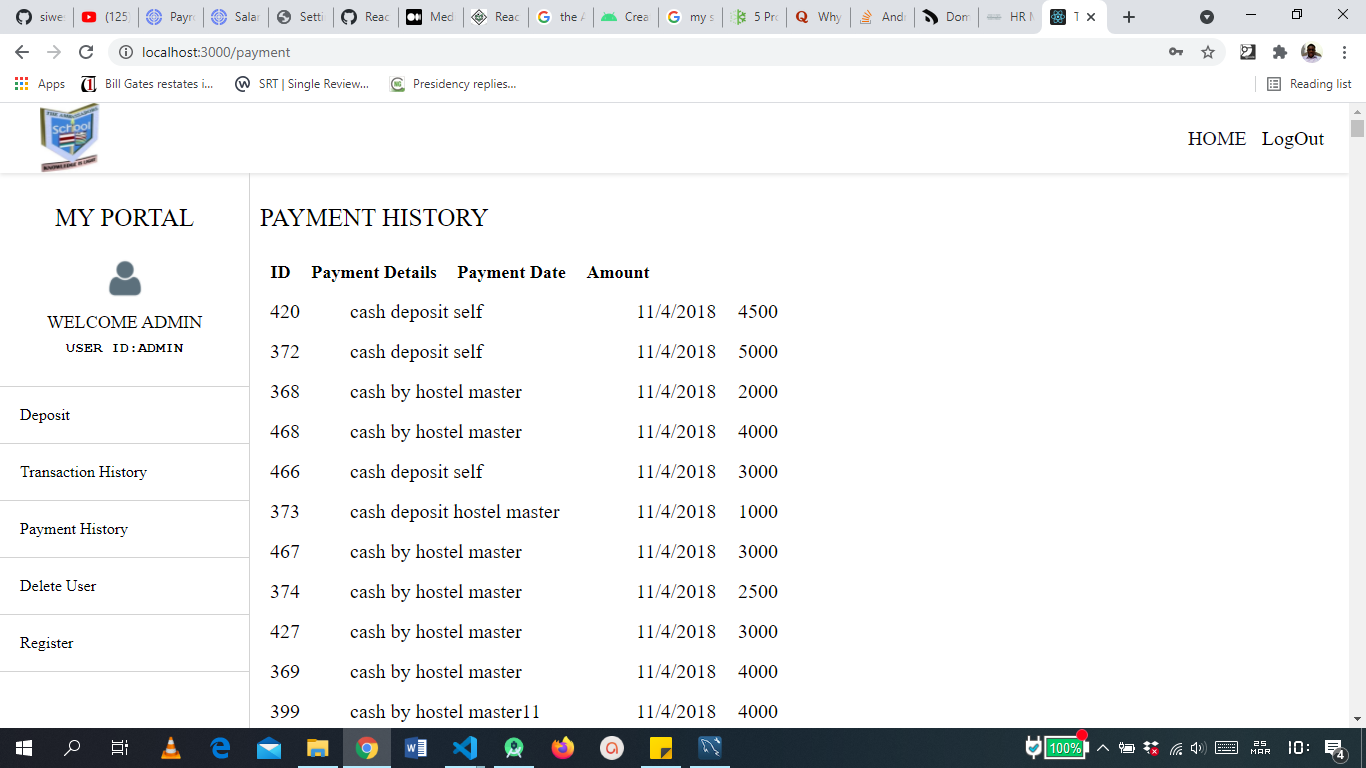 siwes
(125)
Payro
Salar
Setti
Reac
Med
Reac
the A
Crea
my s
5 Pro
Why
Andr
Dom
HR M
T
localhost:3000/payment
Apps
Bill Gates restates i...
SRT | Single Review...
Presidency replies...
Reading list
School
HOME LogOut
MY PORTAL
WELCOME ADMIN
USER ID:ADMIN
Deposit
Transaction History
Payment History
Delete User
Register
PAYMENT HISTORY
ID Payment Details Payment Date Amount
420 cash deposit self 11/4/2018 4500
372 cash deposit self 11/4/2018 5000
368 cash by hostel master 11/4/2018 2000
468 cash by hostel master 11/4/2018 4000
466 cash deposit self 11/4/2018 3000
373 cash deposit hostel master 11/4/2018 1000
467 cash by hostel master 11/4/2018 3000
374 cash by hostel master 11/4/2018 2500
427 cash by hostel master 11/4/2018 3000
369 cash by hostel master 11/4/2018 4000
399 cash by hostel master11 11/4/2018 4000
100%
25
MAR
10:
4